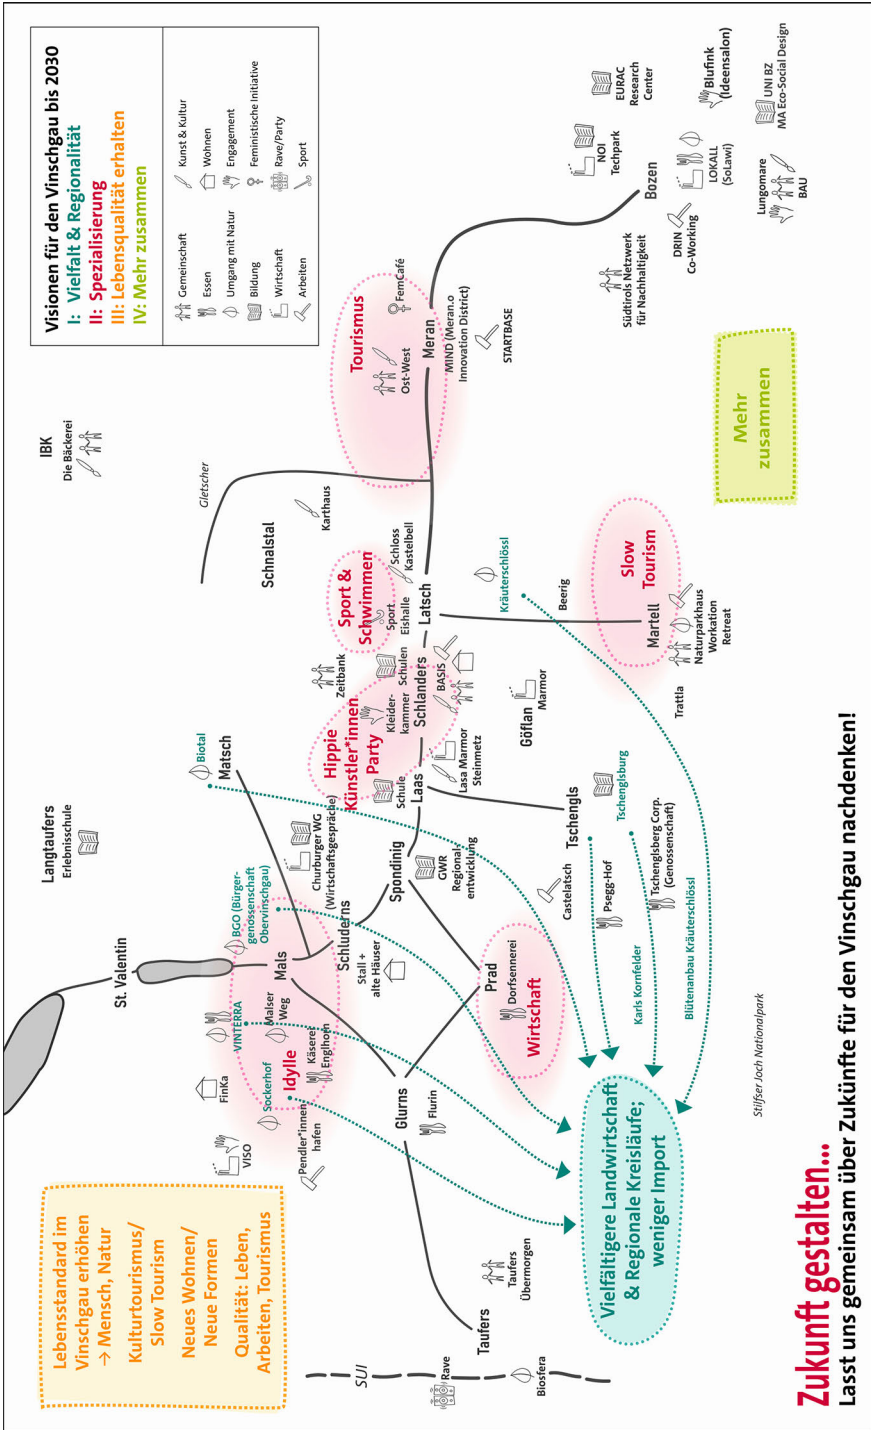 Visionen für den Vinschgau bis 2030
I: Vielfalt & Regionalität
II: Spezialisierung
III: Lebensqualität erhalten
IV: Mehr zusammen
Gemeinschaft
Essen
Umgang mit Natur
Bildung
Wirtschaft
Arbeiten
Kunst & Kultur
Wohnen
Engagement
Feministische Initiative
Rave/Party
Sport
Lebensstandard im
Vinschgau erhöhen
→ Mensch, Natur
Kulturtourismus/
Slow Tourism
Neues Wohnen/
Neue Formen
Qualität: Leben,
Arbeiten, Tourismus
SUI
Rave
Biosfera
Taufers
Taufers
Übermorgen
VISO
Pendler*innen
hafen
FinKa
Sockerhof
Idylle
VINTERRA
Malser
Weg
Käserei
Englhorn
Mals
BGO (Bürger-
genossenschaft
Obervinschgau)
St. Valentin
Langtaufers
Erlebnisschule
Glurns
Flurin
Schluderns
Stall +
alte Häuser
Churburger WG
(Wirtschaftsgespräche)
Matsch
Biotal
Prad
Dorfsennerei
Wirtschaft
Spondinig
GWR
Regional-
entwicklung
Laas
Schule
Lasa Marmor
Steinmetz
Hippie
Künstler*innen
Party
Kleider-
kammer
Schulen
Schlanders
BASIS
Zeitbank
Göflan
Marmor
Tschengls
Castelatsch
Psegg-Hof
Tschenglsburg
Tschenglsberg Corp.
(Genossenschaft)
Karls Kornfelder
Blütenanbau Kräuterschlössl
Kräuterschlössl
Sport &
Schwimmen
Sport
Eishalle
Latsch
Schloss
Kastelbell
Schnalstal
Karthaus
Gletscher
IBK
Die Bäckerei
Beerig
Martell
Slow
Tourism
Trattla
Naturparkhaus
Workation
Retreat
Tourismus
Ost-West
FemCafé
Meran
MIND (Meran.o
Innovation District)
STARTBASE
Bozen
NOI
Techpark
EURAC
Research
Center
Südtirols Netzwerk
für Nachhaltigkeit
DRIN
Co-Working
LOKALL
(SoLawi)
Blufink
(Ideensalon)
Lungomare
BAU
UNI BZ
MA Eco-Social Design
Mehr
zusammen
Vielfältigere Landwirtschaft
& Regionale Kreisläufe;
weniger Import
Stilfser Joch Nationalpark
Zukunft gestalten...
Lasst uns gemeinsam über Zukünfte für den Vinschgau nachdenken!